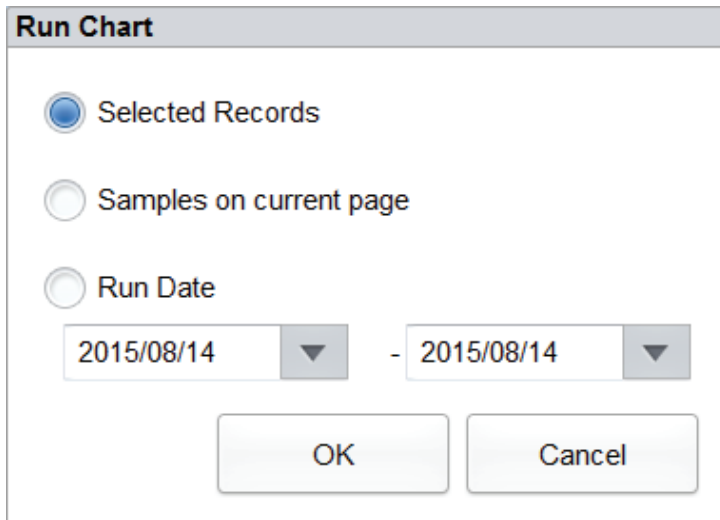 Run Chart
Selected Records
Samples on current page
Run Date
2015/08/14 - 2015/08/14
OK Cancel